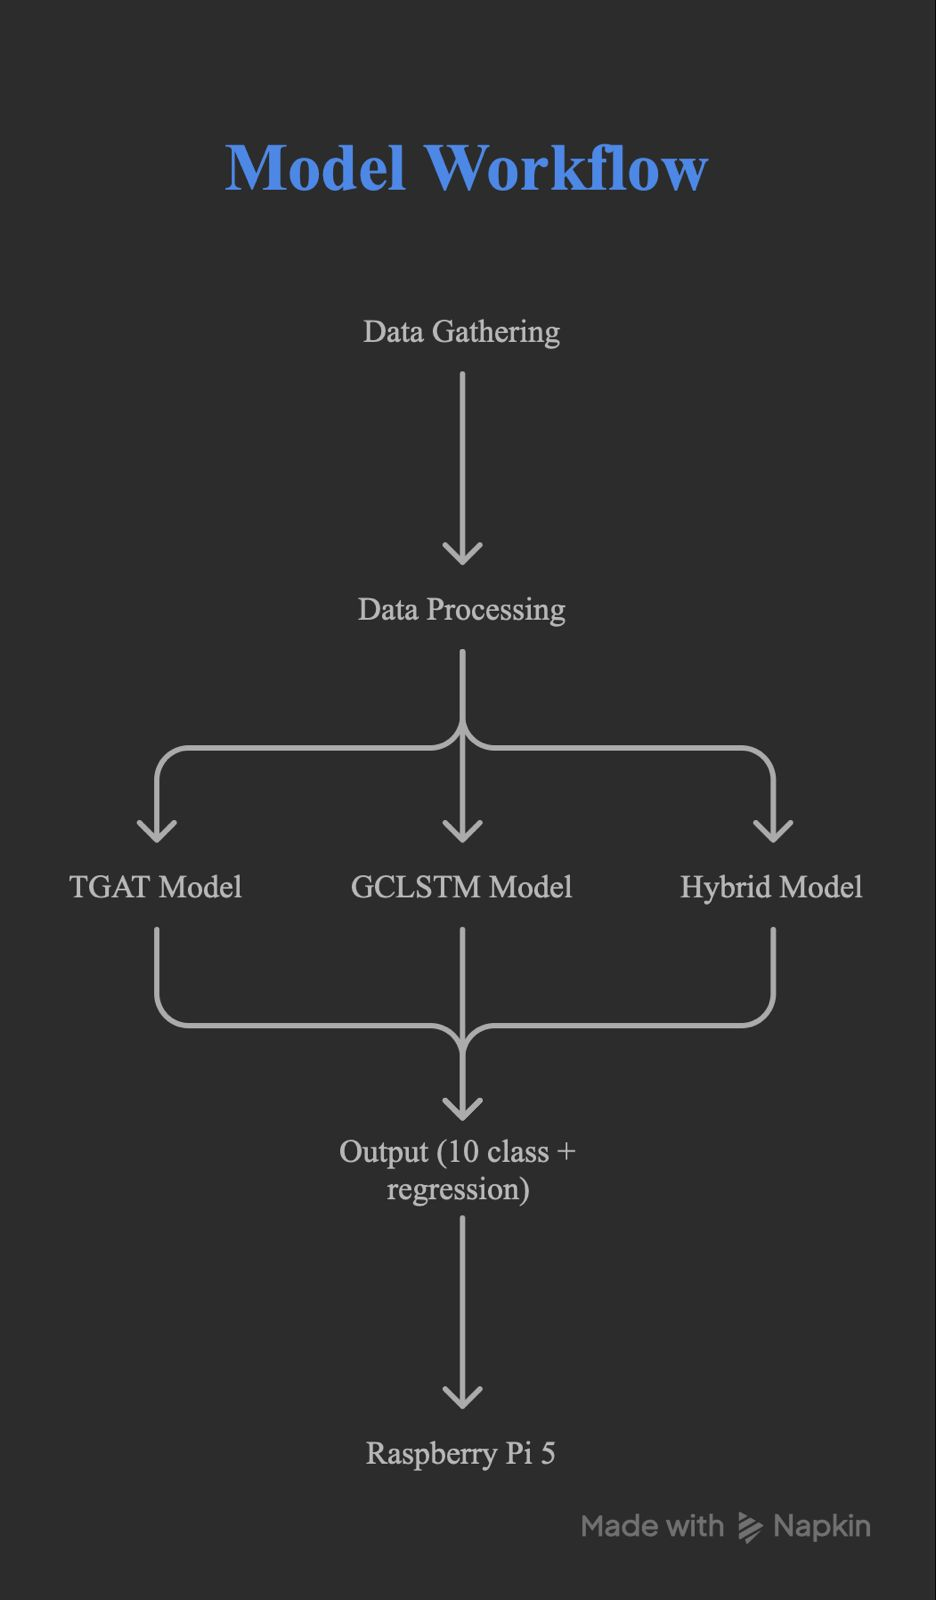 Model Workflow
Data Gathering
Data Processing
TGAT Model
GCLSTM Model
Hybrid Model
Output (10 class +
regression)
Raspberry Pi 5
Made with Napkin